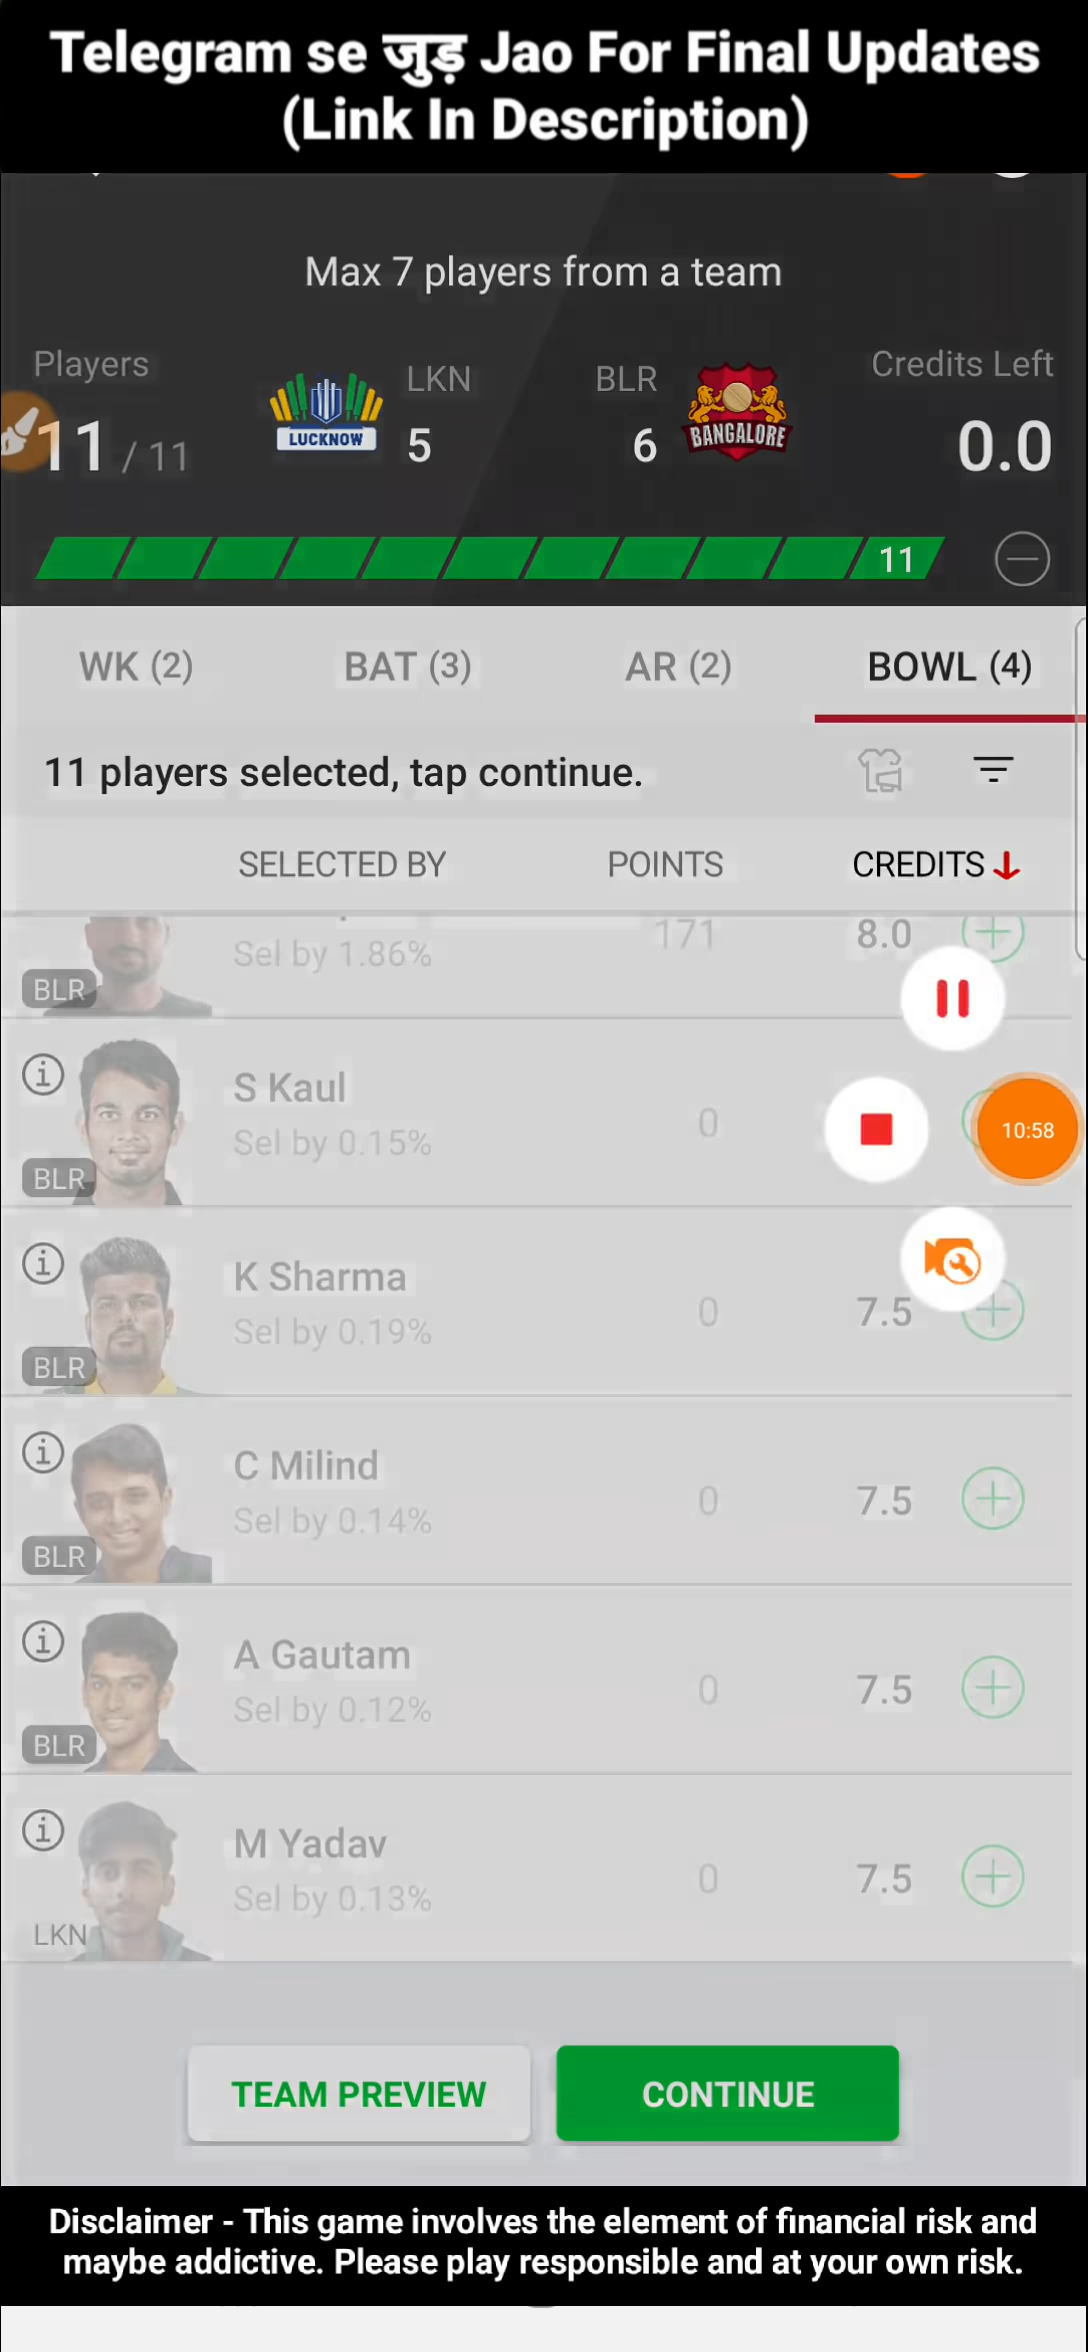 Telegram se जुड़ Jao For Final Updates
(Link In Description)
Max 7 players from a team
Players
LKN
BLR
Credits Left
11 / 11
LUCKNOW
5
6
BANGALORE
0.0
11
WK (2)
BAT (3)
AR (2)
BOWL (4)
11 players selected, tap continue.
SELECTED BY
POINTS
CREDITS
171
8.0
Sel by 1.86%
BLR
S Kaul
Sel by 0.15%
0
10:58
BLR
K Sharma
Sel by 0.19%
0
7.5
BLR
C Milind
Sel by 0.14%
0
7.5
BLR
A Gautam
Sel by 0.12%
0
7.5
BLR
M Yadav
Sel by 0.13%
0
7.5
LKN
TEAM PREVIEW
CONTINUE
Disclaimer - This game involves the element of financial risk and
maybe addictive. Please play responsible and at your own risk.